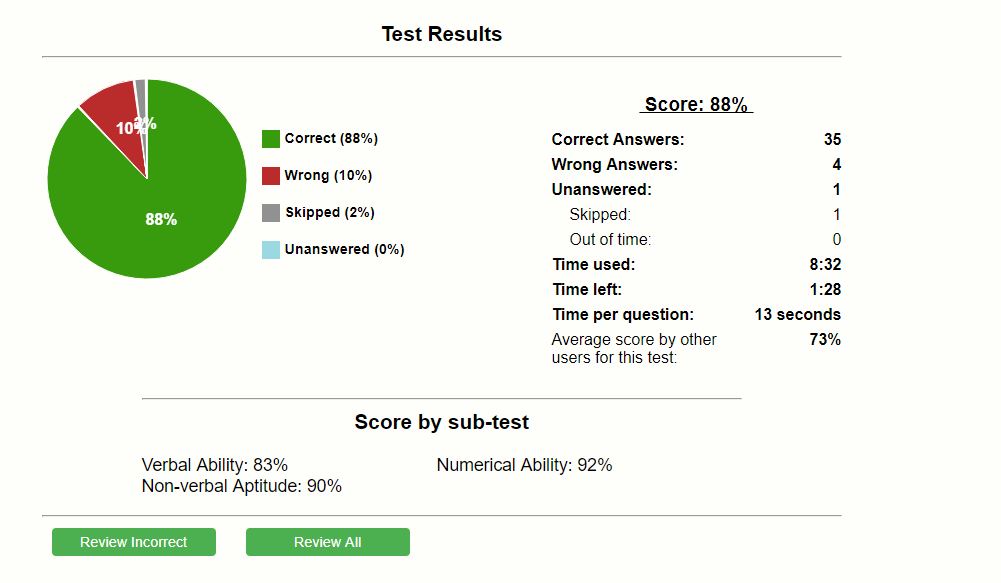 Test Results
10%
2%
88%
Correct (88%)
Wrong (10%)
Skipped (2%)
Unanswered (0%)
Score: 88%
Correct Answers: 35
Wrong Answers: 4
Unanswered: 1
Skipped: 1
Out of time: 0
Time used: 8:32
Time left: 1:28
Time per question: 13 seconds
Average score by other 73%
users for this test:
Score by sub-test
Verbal Ability: 83% Numerical Ability: 92%
Non-verbal Aptitude: 90%
Review Incorrect Review All